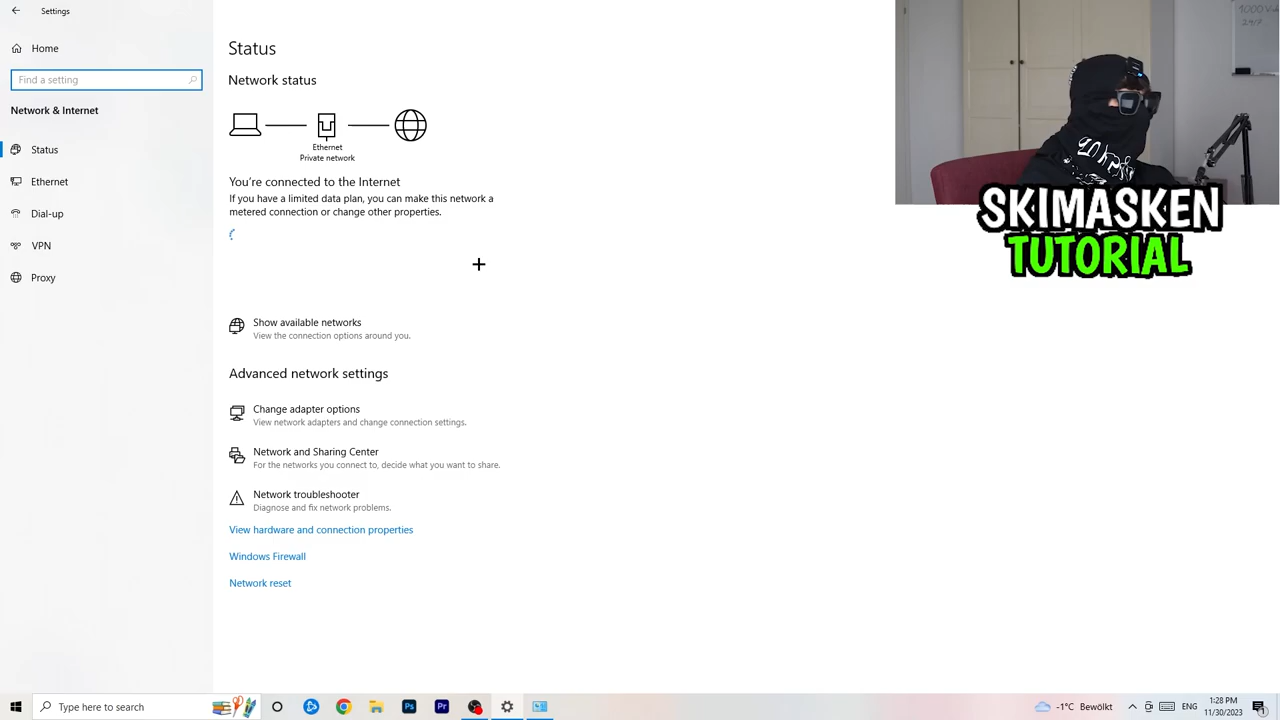 Settings
Home
Find a setting
Network & Internet
Status
Ethernet
Dial-up
VPN
Proxy
Status
Network status
Ethernet
Private network
You're connected to the Internet
If you have a limited data plan, you can make this network a
metered connection or change other properties.
Show available networks
View the connection options around you.
Advanced network settings
Change adapter options
View network adapters and change connection settings.
Network and Sharing Center
For the networks you connect to, decide what you want to share.
Network troubleshooter
Diagnose and fix network problems.
View hardware and connection properties
Windows Firewall
Network reset
SKIMASKEN
TUTORIAL
Type here to search
Ps
Pr
-1°C Bewölkt
ENG
1:28 PM
11/30/2023